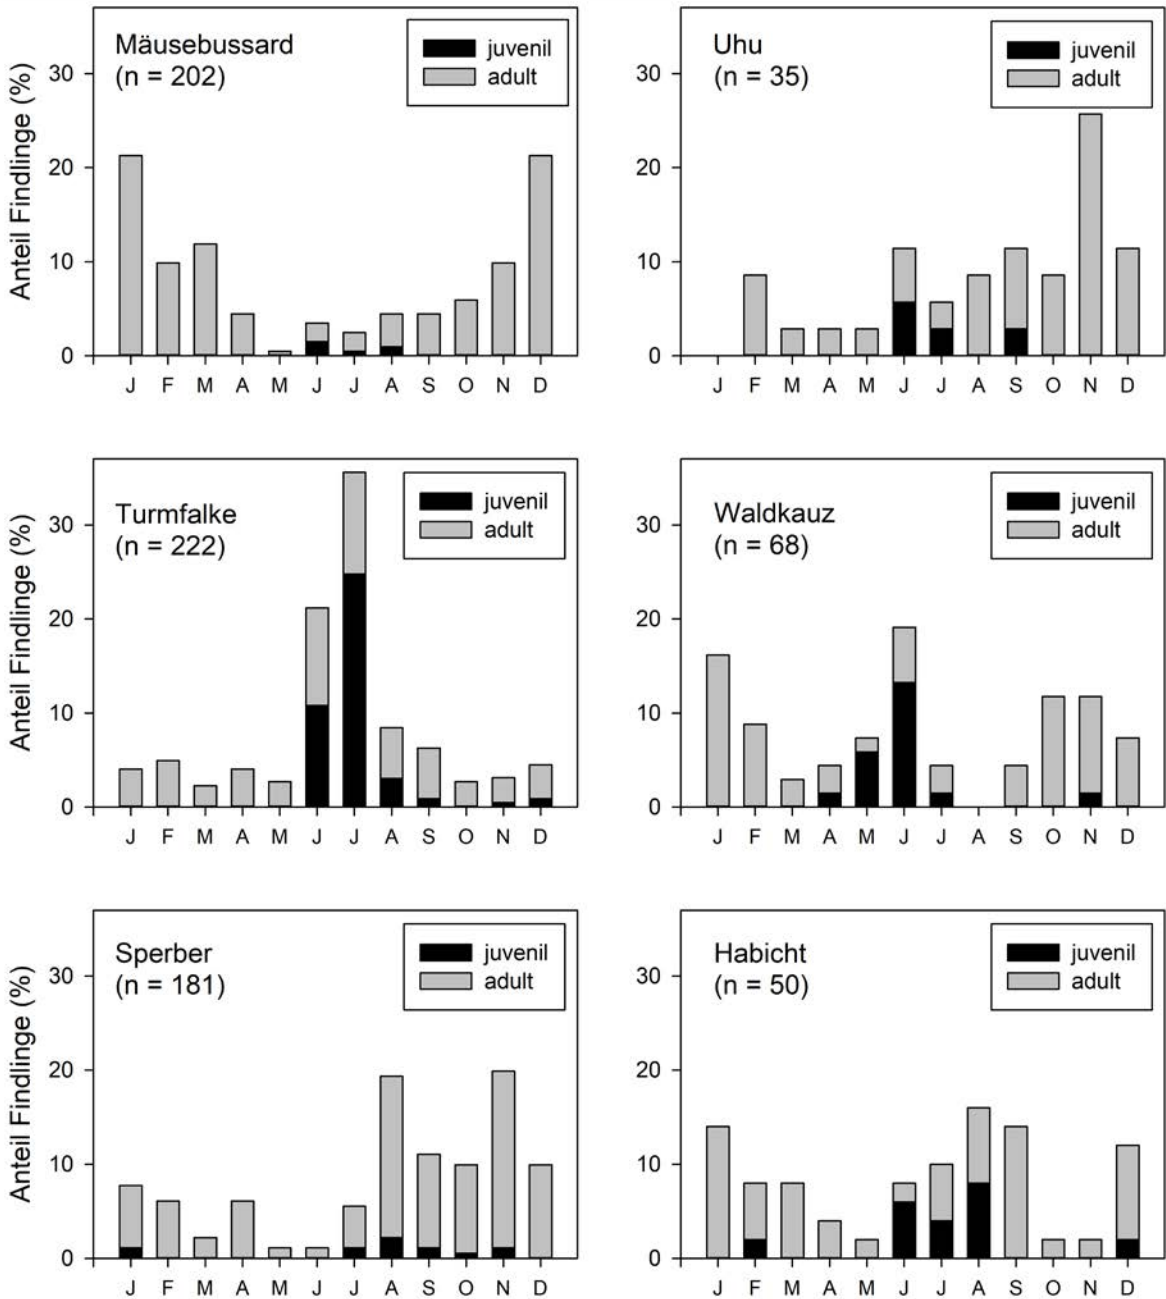 Mäusebussard
(n = 202)
juvenil
adult
Anteil Findlinge (%)
30
20
10
0
J F M A M J J A S O N D
Uhu
(n = 35)
juvenil
adult
30
20
10
0
J F M A M J J A S O N D
Turmfalke
(n = 222)
juvenil
adult
Anteil Findlinge (%)
30
20
10
0
J F M A M J J A S O N D
Waldkauz
(n = 68)
juvenil
adult
30
20
10
0
J F M A M J J A S O N D
Sperber
(n = 181)
juvenil
adult
Anteil Findlinge (%)
30
20
10
0
J F M A M J J A S O N D
Habicht
(n = 50)
juvenil
adult
30
20
10
0
J F M A M J J A S O N D